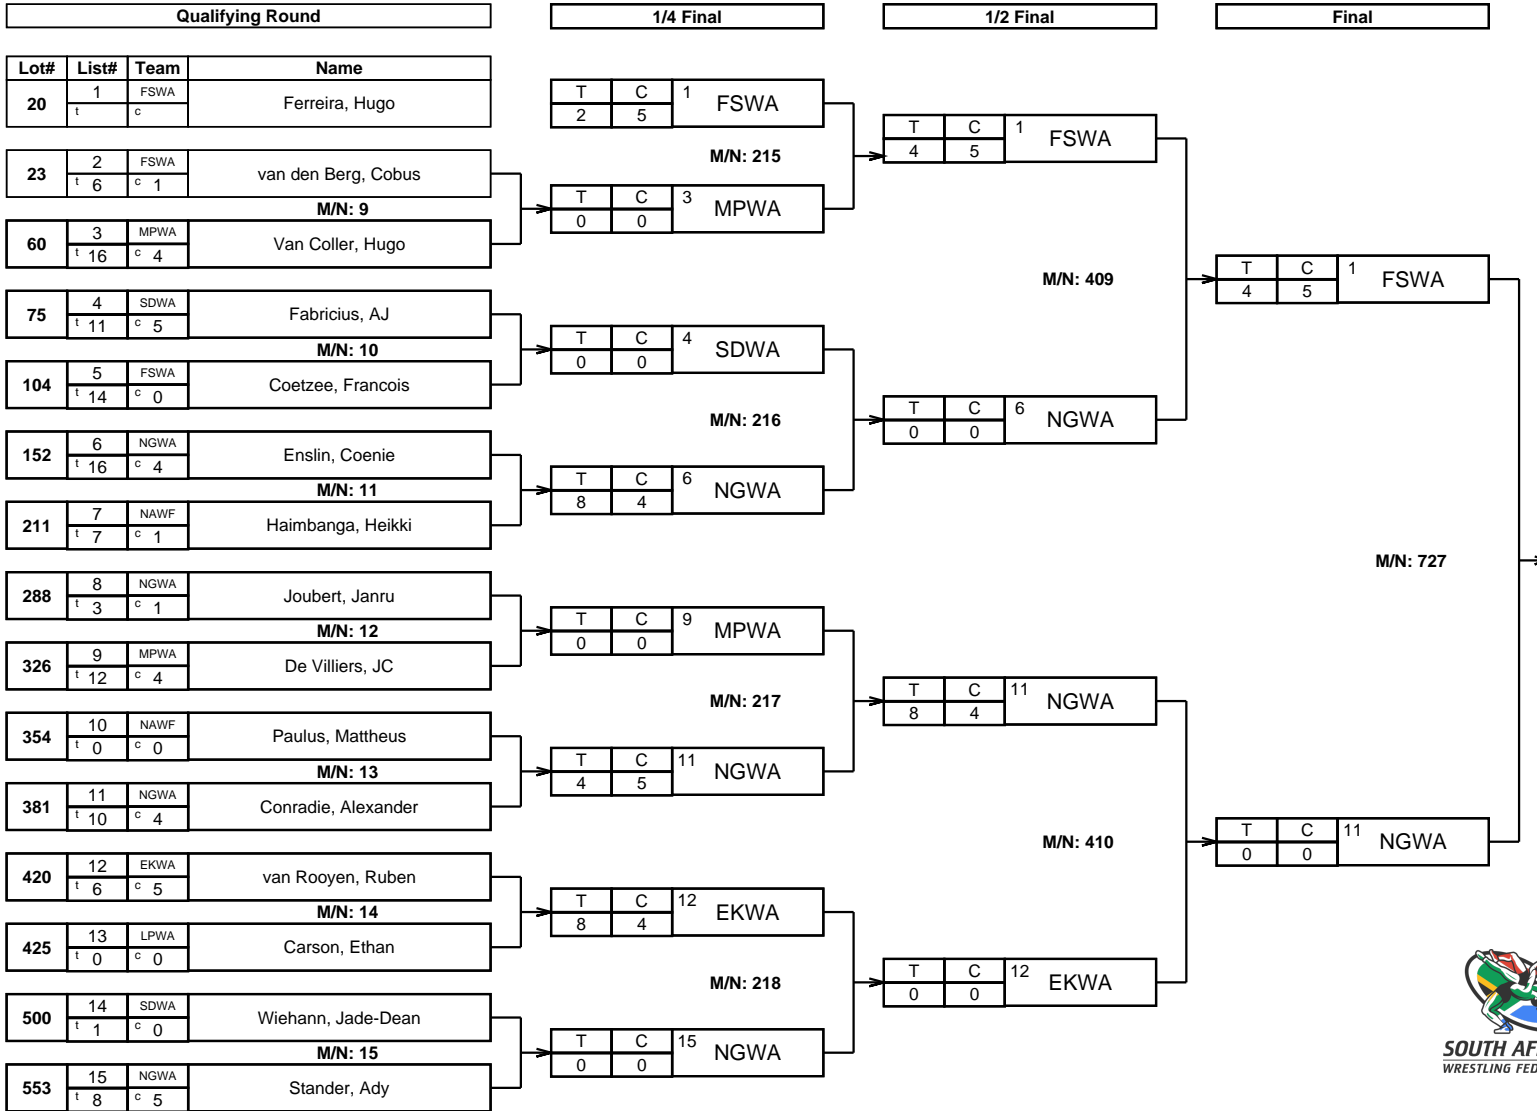 Qualifying Round 1/4 Final 1/2 Final Final
Lot# List# Team Name
20 1 FSWA Ferreira, Hugo
t c
T C 1 FSWA
2 5
T C 1 FSWA
4 5
M/N: 215
23 2 FSWA van den Berg, Cobus
t 6 c 1
M/N: 9
T C 3 MPWA
0 0
60 3 MPWA Van Coller, Hugo
t 16 c 4
M/N: 409
T C 1 FSWA
4 5
75 4 SDWA Fabricius, AJ
t 11 c 5
M/N: 10
T C 4 SDWA
0 0
104 5 FSWA Coetzee, Francois
t 14 c 0
M/N: 216
T C 6 NGWA
0 0
152 6 NGWA Enslin, Coenie
t 16 c 4
M/N: 11
T C 6 NGWA
8 4
211 7 NAWF Haimbanga, Heikki
t 7 c 1
M/N: 727
288 8 NGWA Joubert, Janru
t 3 c 1
M/N: 12
T C 9 MPWA
0 0
326 9 MPWA De Villiers, JC
t 12 c 4
M/N: 217
T C 11 NGWA
8 4
354 10 NAWF Paulus, Mattheus
t 0 c 0
M/N: 13
T C 11 NGWA
4 5
381 11 NGWA Conradie, Alexander
t 10 c 4
M/N: 410
T C 11 NGWA
0 0
420 12 EKWA van Rooyen, Ruben
t 6 c 5
M/N: 14
T C 12 EKWA
8 4
425 13 LPWA Carson, Ethan
t 0 c 0
M/N: 218
T C 12 EKWA
0 0
500 14 SDWA Wiehann, Jade-Dean
t 1 c 0
M/N: 15
T C 15 NGWA
0 0
553 15 NGWA Stander, Ady
t 8 c 5
SOUTH AF
WRESTLING FED